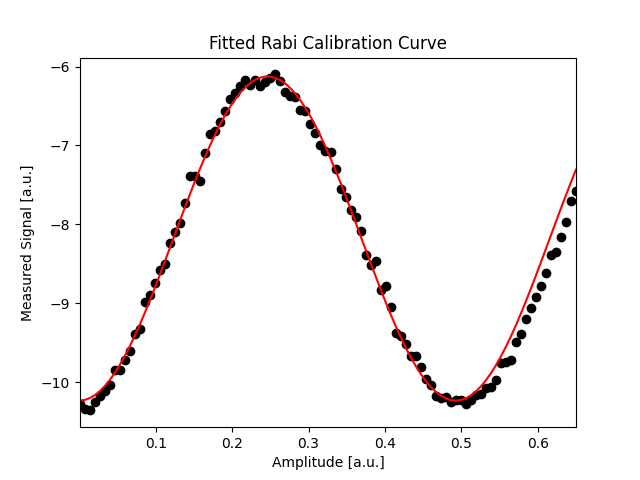 Fitted Rabi Calibration Curve
−6
−7
−8
−9
−10
Measured Signal [a.u.]
0.1 0.2 0.3 0.4 0.5 0.6
Amplitude [a.u.]